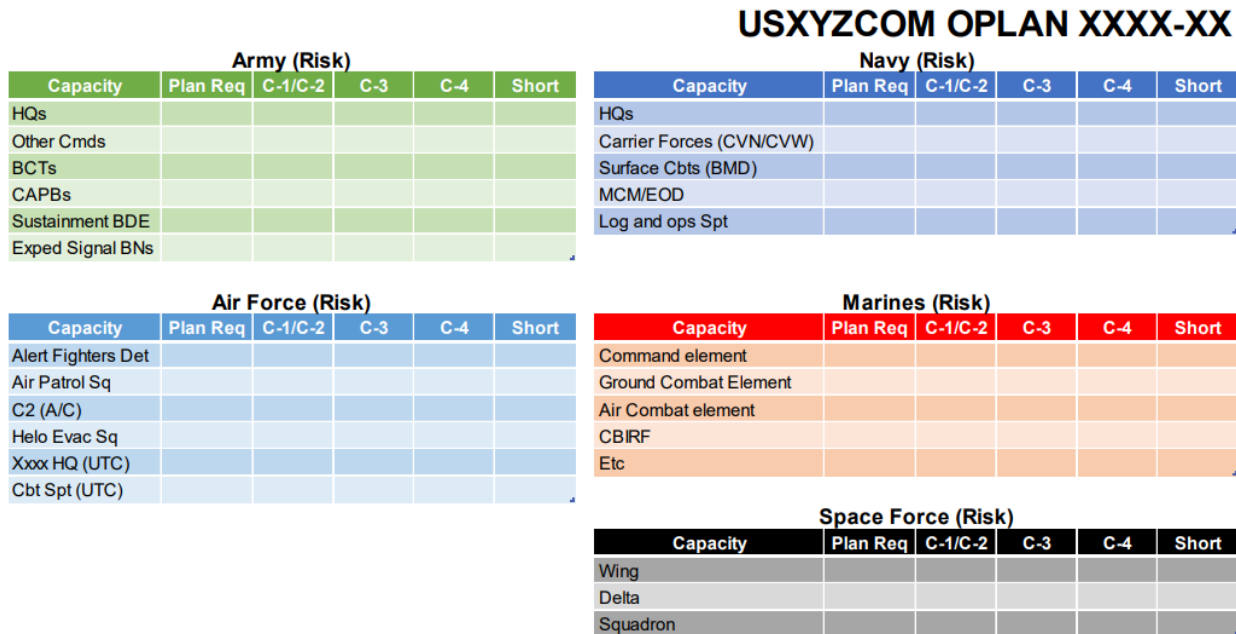 USXYZCOM OPLAN XXXX-XX
Army (Risk)
Capacity Plan Req C-1/C-2 C-3 C-4 Short
HQs
Other Cmds
BCTs
CAPBs
Sustainment BDE
Exped Signal BNs
Navy (Risk)
Capacity Plan Req C-1/C-2 C-3 C-4 Short
HQs
Carrier Forces (CVN/CVW)
Surface Cbts (BMD)
MCM/EOD
Log and ops Spt
Air Force (Risk)
Capacity Plan Req C-1/C-2 C-3 C-4 Short
Alert Fighters Det
Air Patrol Sq
C2 (A/C)
Helo Evac Sq
Xxxx HQ (UTC)
Cbt Spt (UTC)
Marines (Risk)
Capacity Plan Req C-1/C-2 C-3 C-4 Short
Command element
Ground Combat Element
Air Combat element
CBIRF
Etc
Space Force (Risk)
Capacity Plan Req C-1/C-2 C-3 C-4 Short
Wing
Delta
Squadron